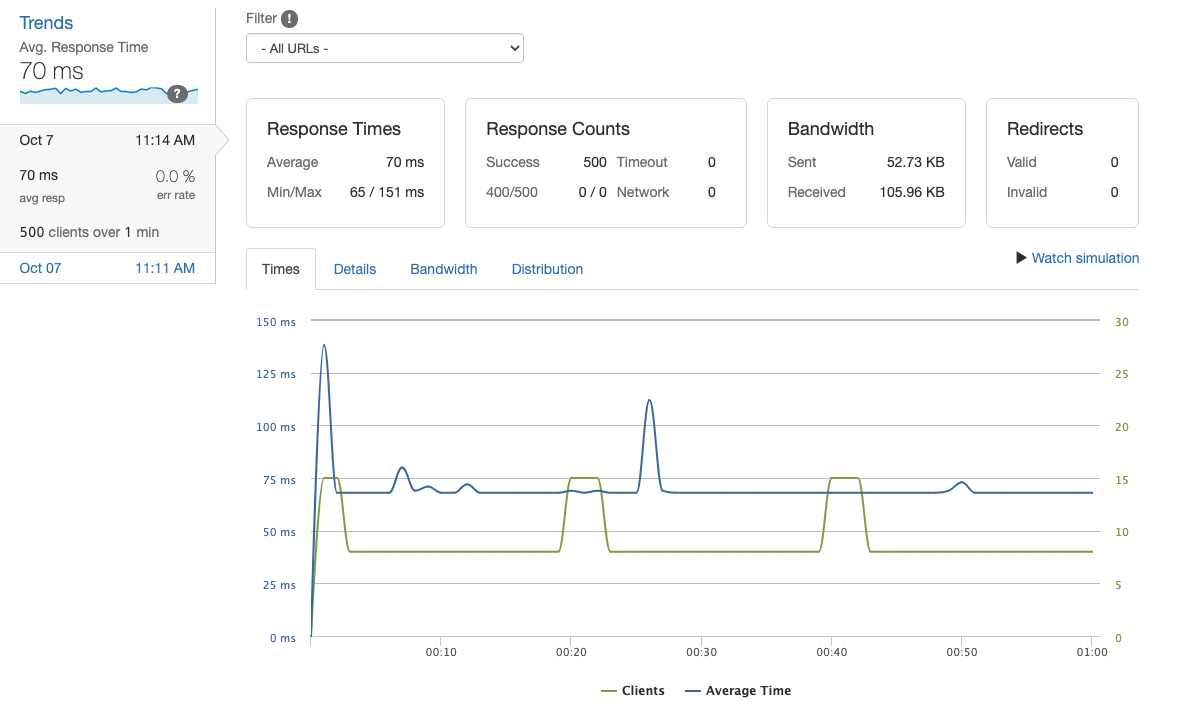 Trends
Avg. Response Time
70 ms
?
Oct 7 11:14 AM
70 ms 0.0 %
avg resp err rate
500 clients over 1 min
Oct 07 11:11 AM
Filter !
- All URLs -
Response Times
Average 70 ms
Min/Max 65 / 151 ms
Response Counts
Success 500 Timeout 0
400/500 0 / 0 Network 0
Bandwidth
Sent 52.73 KB
Received 105.96 KB
Redirects
Valid 0
Invalid 0
Times Details Bandwidth Distribution
Watch simulation
150 ms 30
125 ms 25
100 ms 20
75 ms 15
50 ms 10
25 ms 5
0 ms 0
00:10 00:20 00:30 00:40 00:50 01:00
Clients Average Time